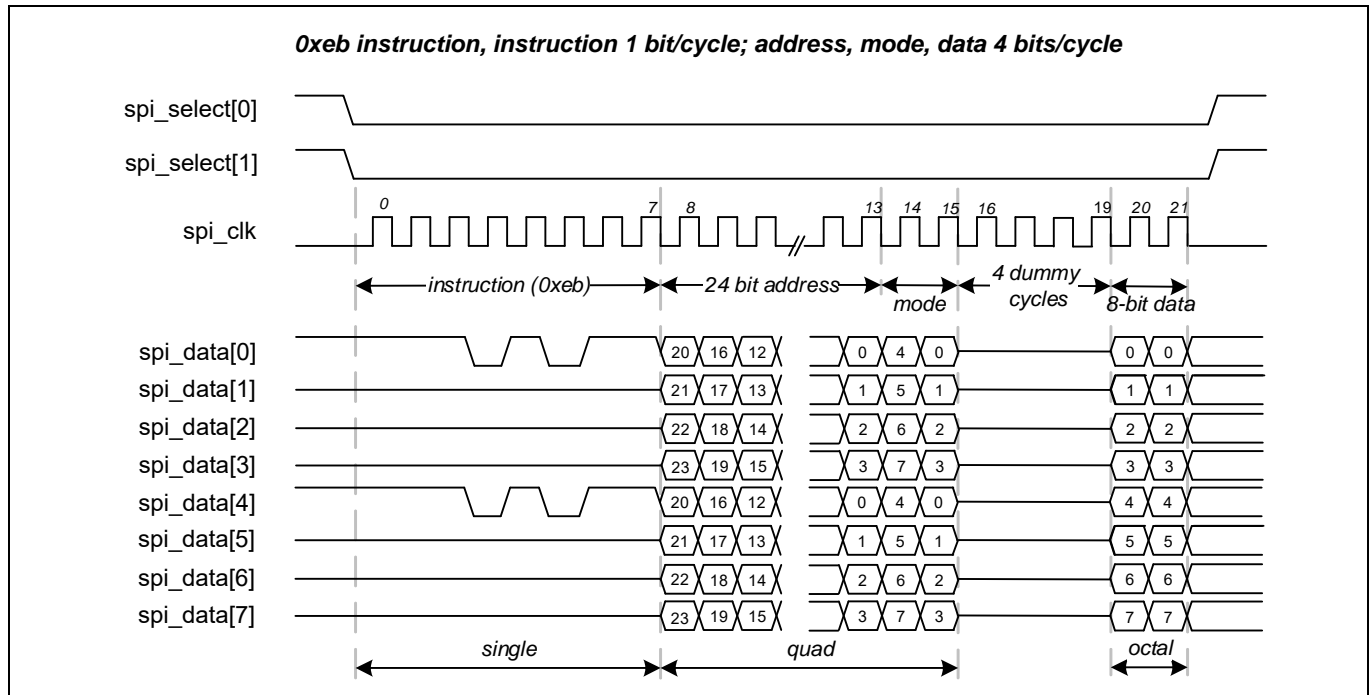 0xeb instruction, instruction 1 bit/cycle; address, mode, data 4 bits/cycle
spi_select[0]
spi_select[1]
0 7 8 13 14 15 16 19 20 21
spi_clk
instruction (0xeb) 24 bit address mode 4 dummy cycles 8-bit data
spi_data[0] 20 16 12 0 4 0 0 0
spi_data[1] 21 17 13 1 5 1 1 1
spi_data[2] 22 18 14 2 6 2 2 2
spi_data[3] 23 19 15 3 7 3 3 3
spi_data[4] 20 16 12 0 4 0 4 4
spi_data[5] 21 17 13 1 5 1 5 5
spi_data[6] 22 18 14 2 6 2 6 6
spi_data[7] 23 19 15 3 7 3 7 7
single quad octal